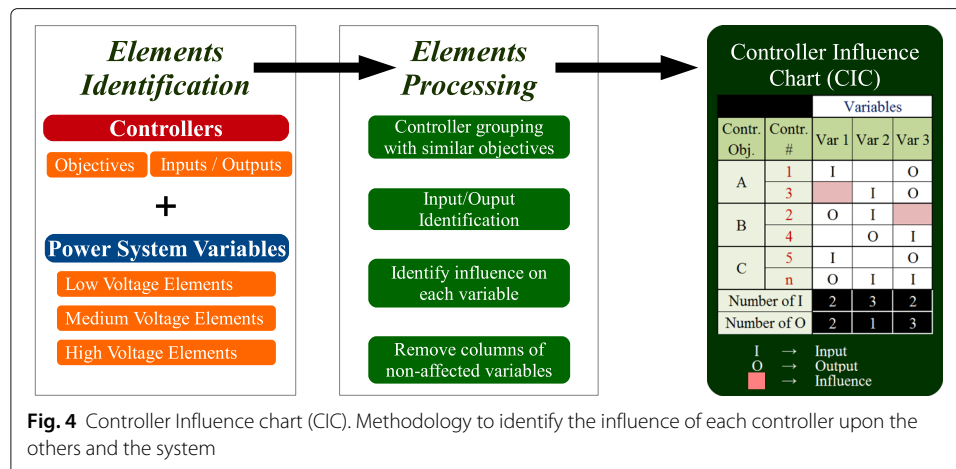 Elements
Identification
Controllers
Objectives
Inputs / Outputs
+
Power System Variables
Low Voltage Elements
Medium Voltage Elements
High Voltage Elements
Elements
Processing
Controller grouping
with similar objectives
Input/Ouput
Identification
Identify influence on
each variable
Remove columns of
non-affected variables
Controller Influence
Chart (CIC)
Variables
Contr. Obj. Contr. # Var 1 Var 2 Var 3
A 1 I O
3 I O
B 2 O I
4 O I
C 5 I O
n O I I
Number of I 2 3 2
Number of O 2 1 3
I → Input
O → Output
→ Influence
Fig. 4 Controller Influence chart (CIC). Methodology to identify the influence of each controller upon the
others and the system